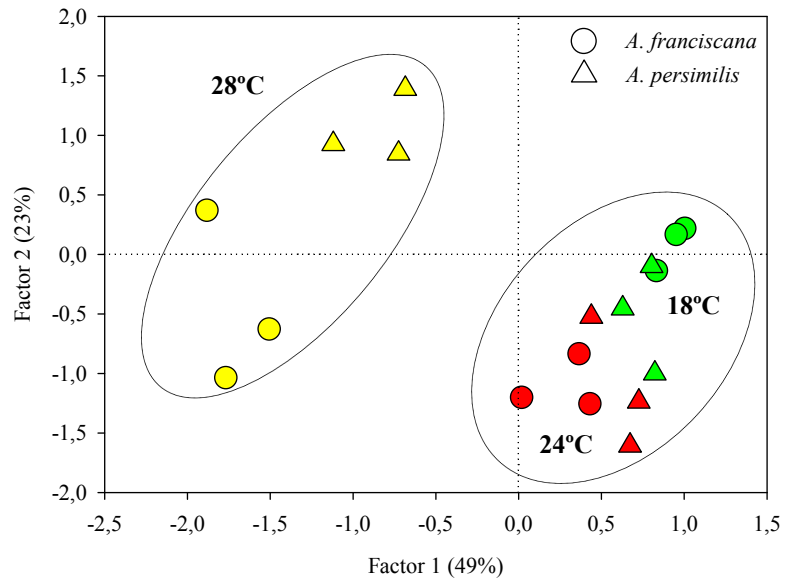 2,0
1,5
1,0
0,5
0,0
-0,5
-1,0
-1,5
-2,0
Factor 2 (23%)
A. franciscana
A. persimilis
28ºC
18ºC
24ºC
-2,5 -2,0 -1,5 -1,0 -0,5 0,0 0,5 1,0 1,5
Factor 1 (49%)